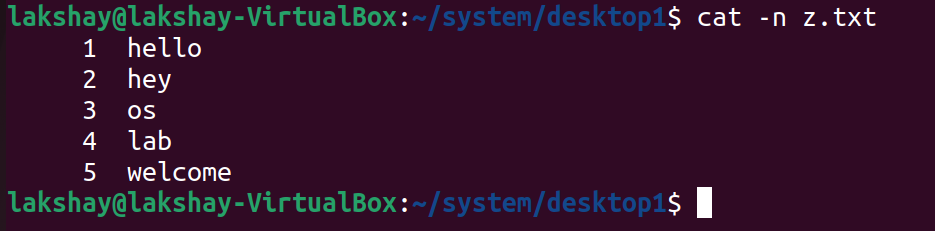 lakshay@lakshay-VirtualBox:~/system/desktop1$ cat -n z.txt
     1  hello
     2  hey
     3  os
     4  lab
     5  welcome
lakshay@lakshay-VirtualBox:~/system/desktop1$